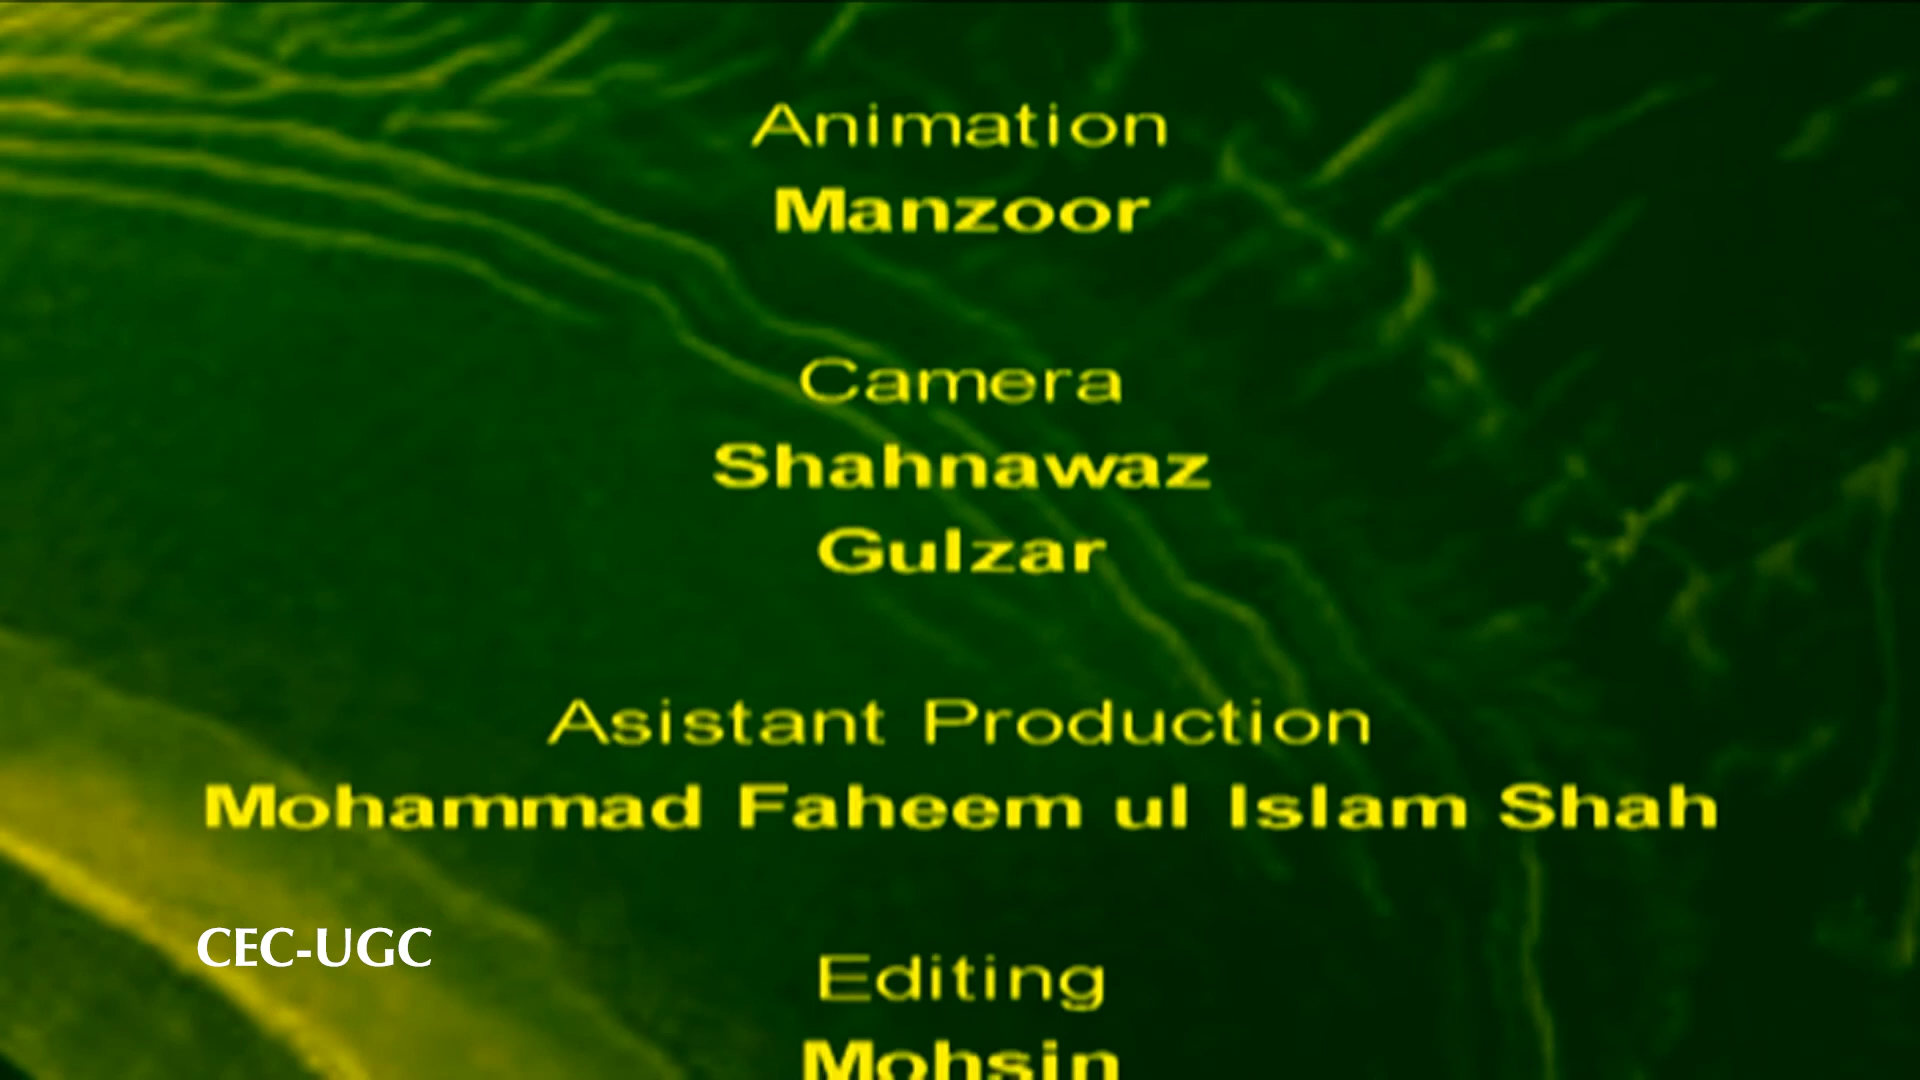 Animation
Manzoor
Camera
Shahnawaz
Gulzar
Asistant Production
Mohammad Faheem ul Islam Shah
CEC-UGC
Editing
Mohsin